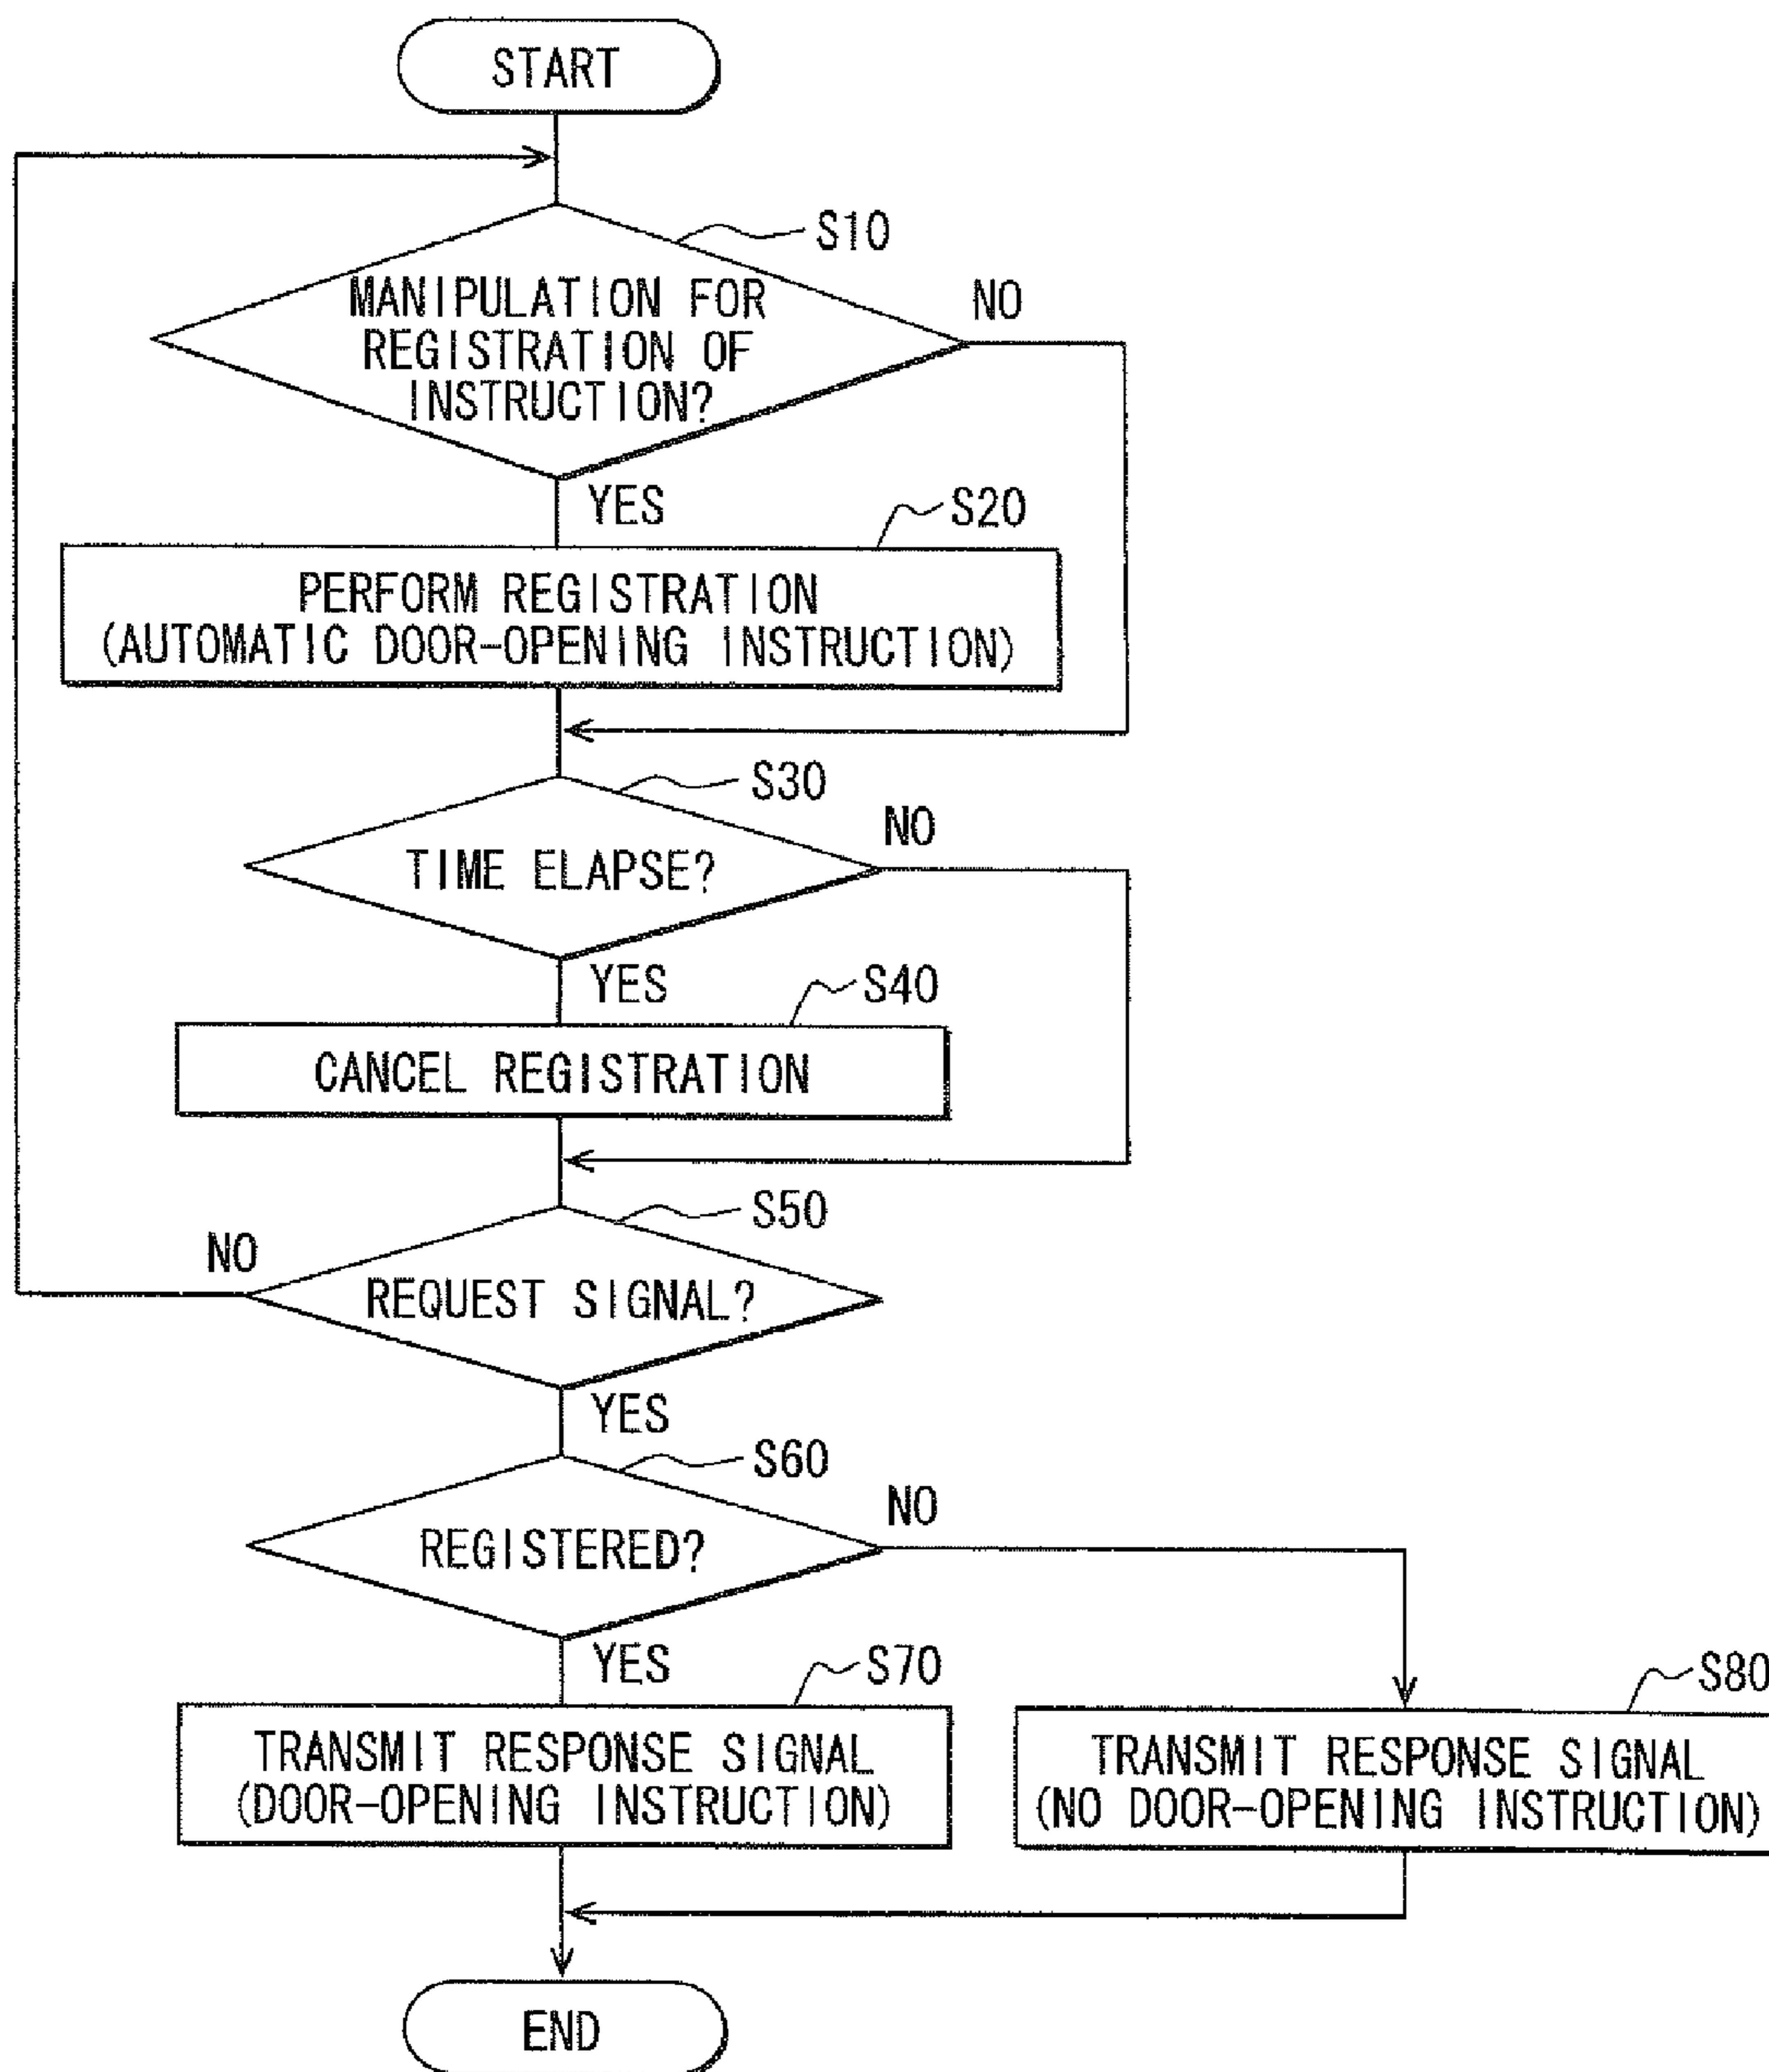 START
S10
MANIPULATION FOR
REGISTRATION OF
INSTRUCTION?
NO
YES
S20
PERFORM REGISTRATION
(AUTOMATIC DOOR-OPENING INSTRUCTION)
S30
TIME ELAPSE?
NO
YES
S40
CANCEL REGISTRATION
S50
NO
REQUEST SIGNAL?
YES
S60
REGISTERED?
NO
YES
S70
TRANSMIT RESPONSE SIGNAL
(DOOR-OPENING INSTRUCTION)
S80
TRANSMIT RESPONSE SIGNAL
(NO DOOR-OPENING INSTRUCTION)
END